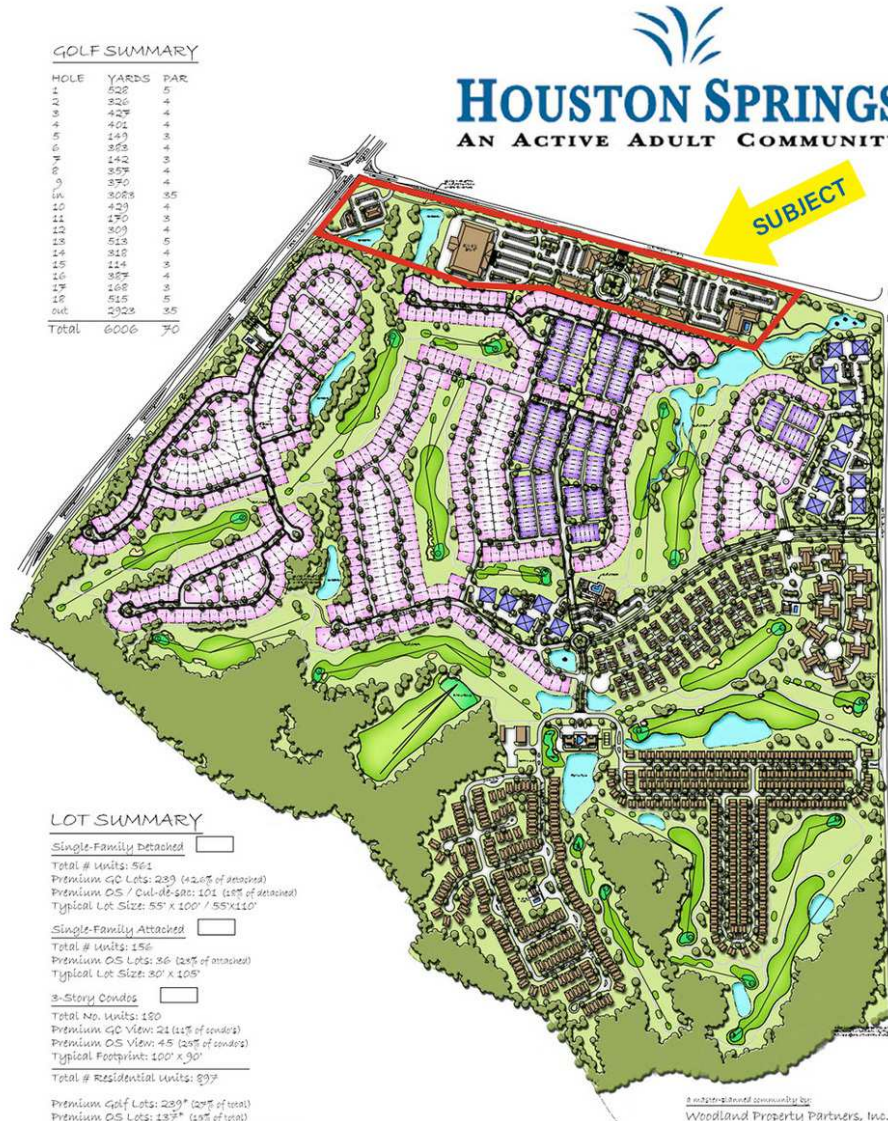 HOUSTON SPRINGS
AN ACTIVE ADULT COMMUNITY
SUBJECT
GOLF SUMMARY
HOLE YARDS PAR
1 528 5
2 326 4
3 427 4
4 401 4
5 149 3
6 383 4
7 142 3
8 357 4
9 370 4
in 3083 35
10 429 4
11 170 3
12 309 4
13 513 5
14 318 4
15 114 3
16 387 4
17 168 3
18 515 5
out 2923 35
Total 6006 70
LOT SUMMARY
Single-Family Detached
Total # Units: 561
Premium GC Lots: 239 (42.6% of detached)
Premium OS / Cul-de-sac: 101 (18% of detached)
Typical Lot Size: 55' x 100' / 55'x110'
Single-Family Attached
Total # Units: 156
Premium OS Lots: 36 (23% of attached)
Typical Lot Size: 30' x 105'
3-Story Condos
Total No. Units: 180
Premium GC View: 21 (11% of condo's)
Premium OS View: 45 (25% of condo's)
Typical Footprint: 100' x 90'
Total # Residential Units: 897
Premium Golf Lots: 239* (27% of total)
Premium OS Lots: 137* (15% of total)
a master-planned community by:
Woodland Property Partners, Inc.